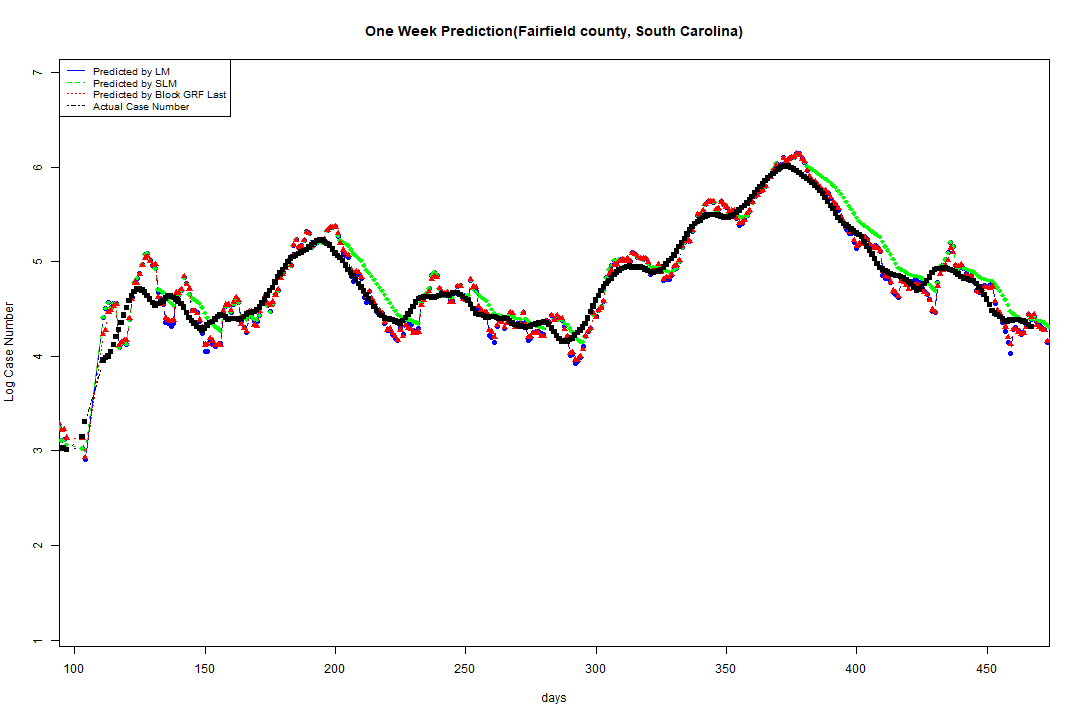 One Week Prediction(Fairfield county, South Carolina)
Predicted by LM
Predicted by SLM
Predicted by Block GRF Last
Actual Case Number
7
6
5
4
3
2
1
Log Case Number
100 150 200 250 300 350 400 450
days